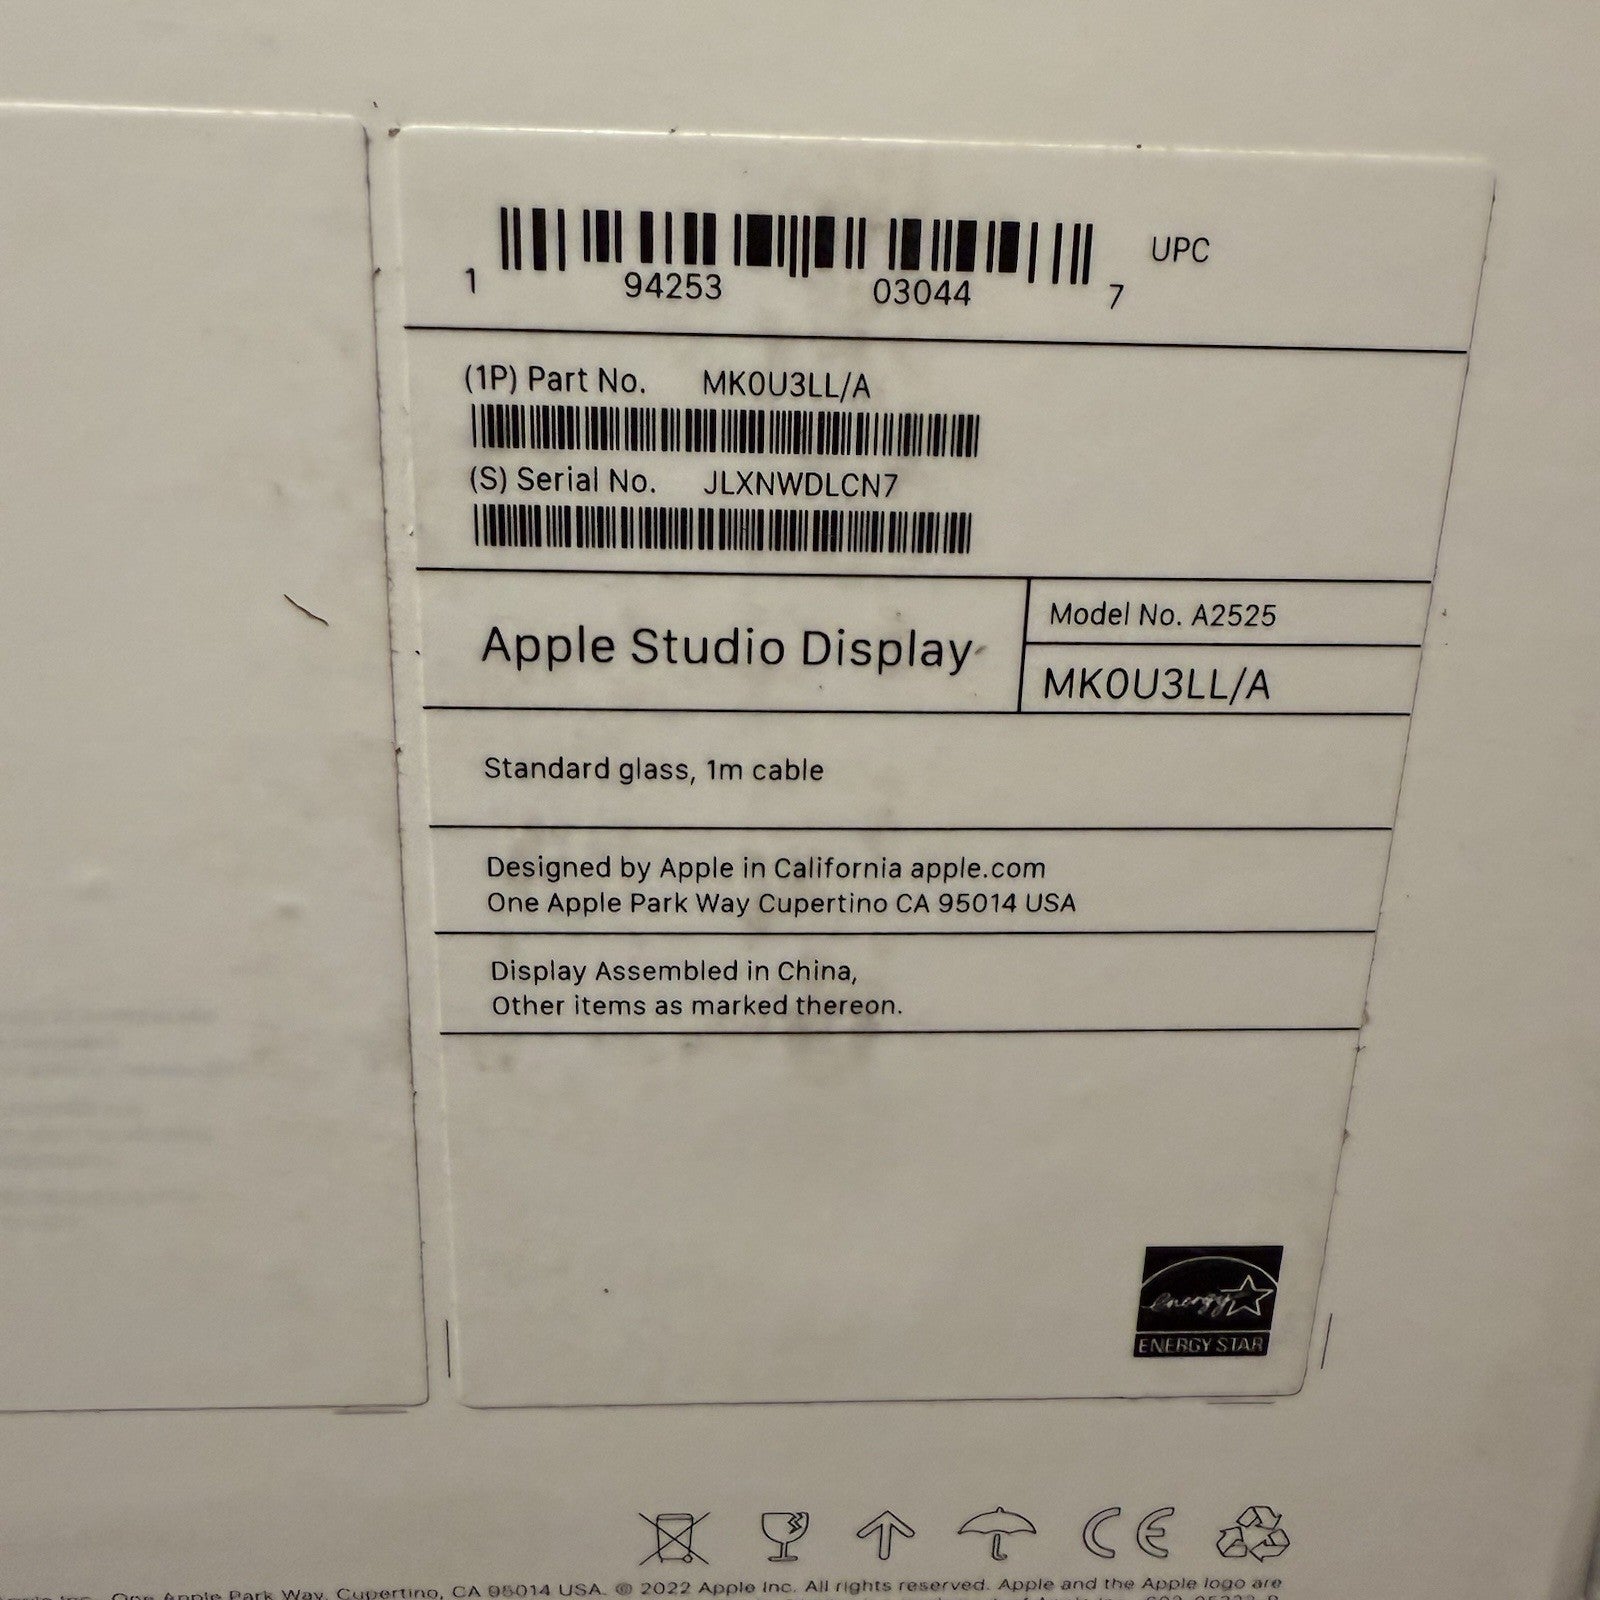 1 94253 03044 7 UPC
(1P) Part No. MK0U3LL/A
(S) Serial No. JLXNWDLCN7
Apple Studio Display
Model No. A2525
MK0U3LL/A
Standard glass, 1m cable
Designed by Apple in California apple.com
One Apple Park Way Cupertino CA 95014 USA
Display Assembled in China,
Other items as marked thereon.
energy
ENERGY STAR
CE
One Apple Park Way, Cupertino, CA 95014 USA. © 2022 Apple Inc. All rights reserved. Apple and the Apple logo are